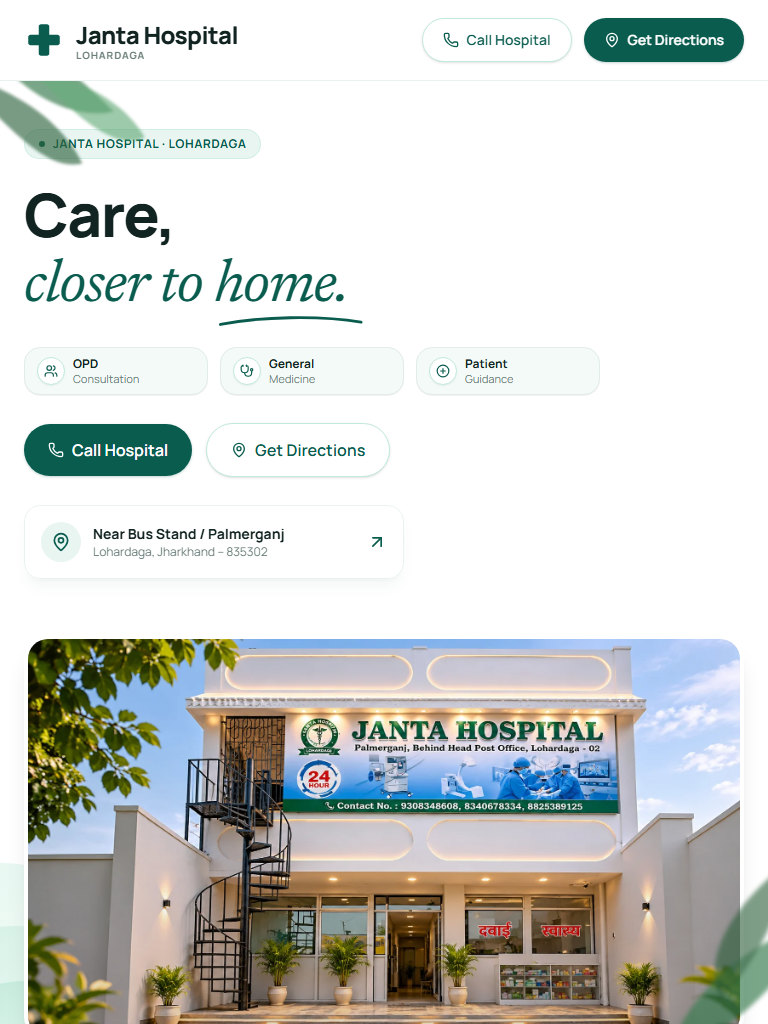 Janta Hospital
LOHARDAGA
Call Hospital
Get Directions
JANTA HOSPITAL · LOHARDAGA
Care,
closer to home.
OPD
Consultation
General
Medicine
Patient
Guidance
Call Hospital
Get Directions
Near Bus Stand / Palmerganj
Lohardaga, Jharkhand – 835302
JANTA HOSPITAL
Palmerganj, Behind Head Post Office, Lohardaga - 02
24
HOUR
Contact No. : 9308348608, 8340678334, 8825389125
दवाई
स्वास्थ्य